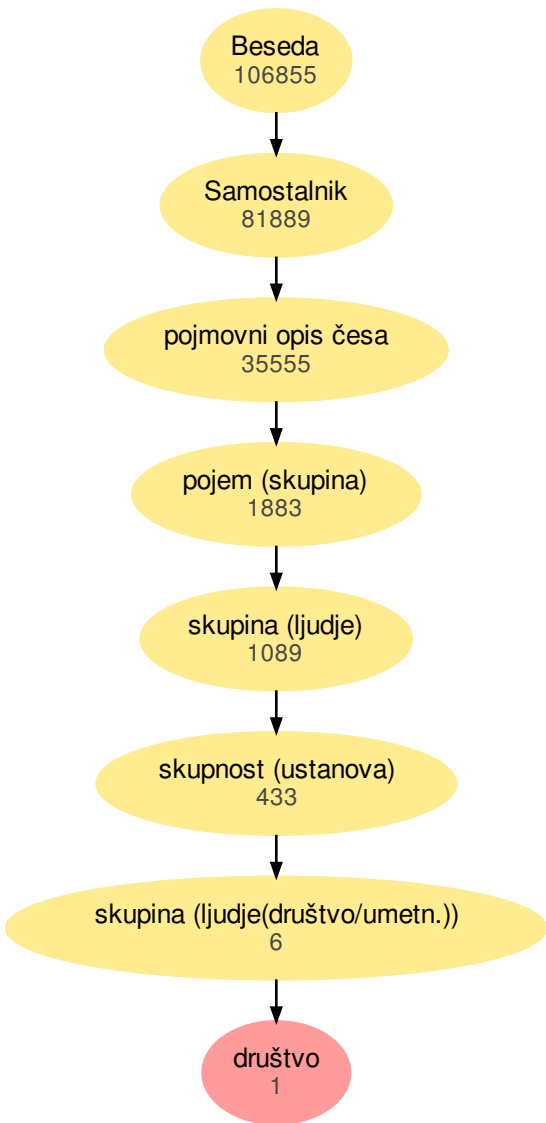 Beseda
106855
Samostalnik
81889
pojmovni opis česa
35555
pojem (skupina)
1883
skupina (ljudje)
1089
skupnost (ustanova)
433
skupina (ljudje(društvo/umetn.))
6
društvo
1